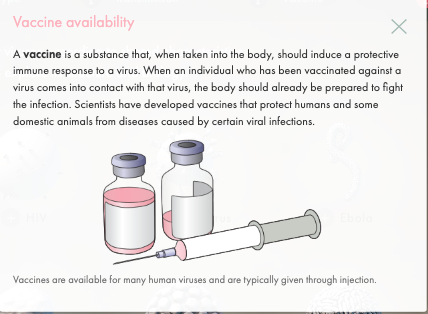 Vaccine availability
A vaccine is a substance that, when taken into the body, should induce a protective
immune response to a virus. When an individual who has been vaccinated against a
virus comes into contact with that virus, the body should already be prepared to fight
the infection. Scientists have developed vaccines that protect humans and some
domestic animals from diseases caused by certain viral infections.
HIV
Ebola
Vaccines are available for many human viruses and are typically given through injection.